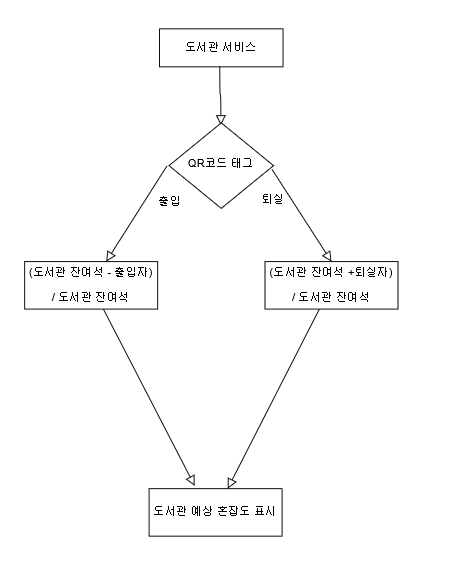 도서관 서비스
QR코드 태그
출입
퇴실
(도서관 잔여석 - 출입자)
/ 도서관 잔여석
(도서관 잔여석 +퇴실자)
/ 도서관 잔여석
도서관 예상 혼잡도 표시